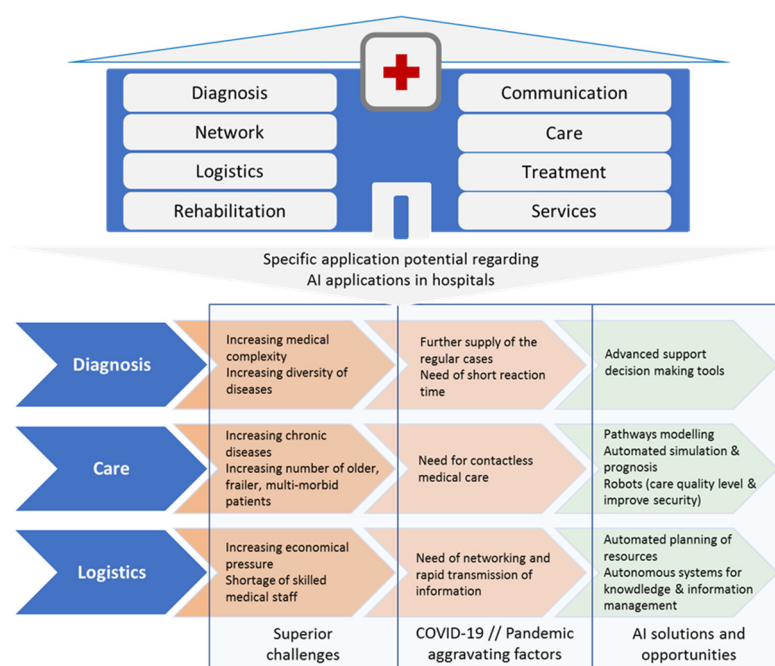 Diagnosis
Network
Logistics
Rehabilitation
Communication
Care
Treatment
Services
Specific application potential regarding
AI applications in hospitals
Diagnosis
Increasing medical
complexity
Increasing diversity of
diseases
Further supply of the
regular cases
Need of short reaction
time
Advanced support
decision making tools
Care
Increasing chronic
diseases
Increasing number of older,
frailer, multi-morbid
patients
Need for contactless
medical care
Pathways modelling
Automated simulation &
prognosis
Robots (care quality level &
improve security)
Logistics
Increasing economical
pressure
Shortage of skilled
medical staff
Need of networking and
rapid transmission of
information
Automated planning of
resources
Autonomous systems for
knowledge & information
management
Superior
challenges
COVID-19 // Pandemic
aggravating factors
AI solutions and
opportunities